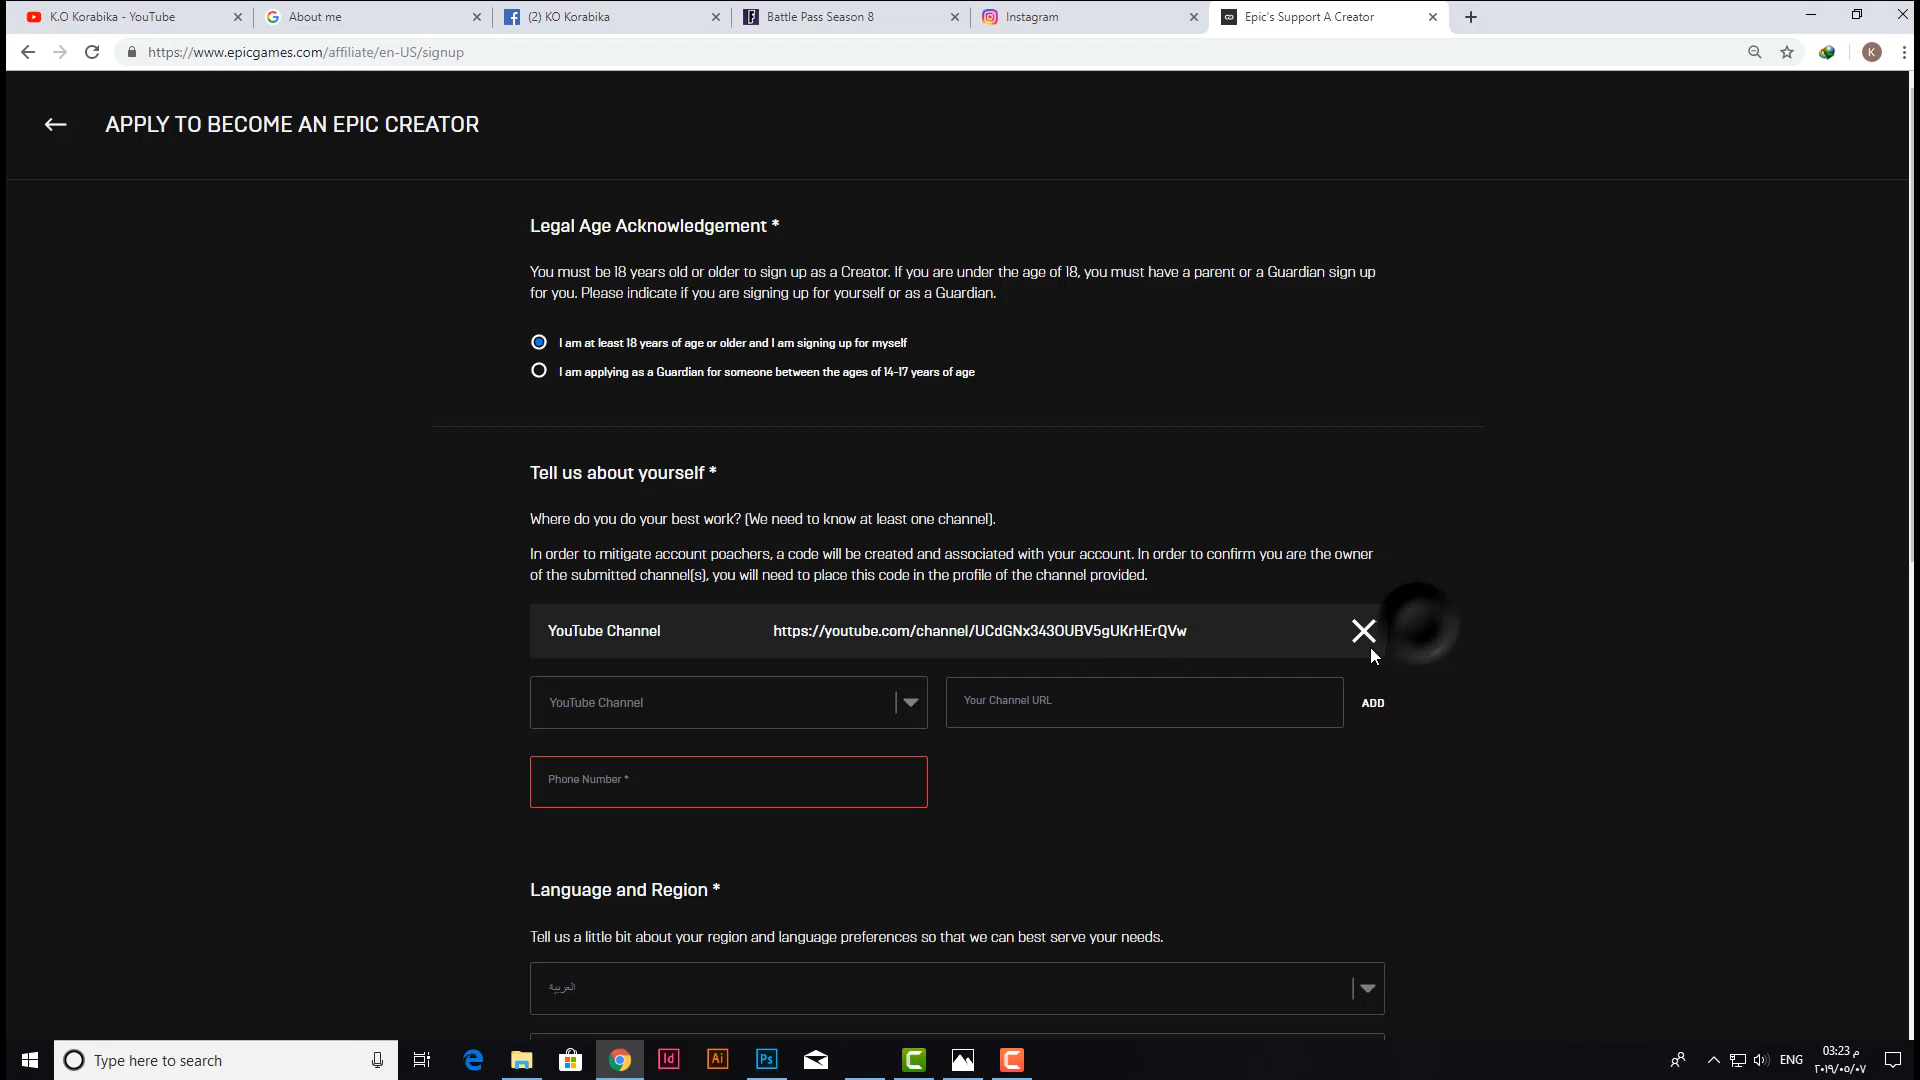 K.O Korabika - YouTube
About me
(2) KO Korabika
Battle Pass Season 8
Instagram
Epic's Support A Creator
https://www.epicgames.com/affiliate/en-US/signup
K
APPLY TO BECOME AN EPIC CREATOR
Legal Age Acknowledgement *
You must be 18 years old or older to sign up as a Creator. If you are under the age of 18, you must have a parent or a Guardian sign up
for you. Please indicate if you are signing up for yourself or as a Guardian.
I am at least 18 years of age or older and I am signing up for myself
I am applying as a Guardian for someone between the ages of 14-17 years of age
Tell us about yourself *
Where do you do your best work? (We need to know at least one channel).
In order to mitigate account poachers, a code will be created and associated with your account. In order to confirm you are the owner
of the submitted channel(s), you will need to place this code in the profile of the channel provided.
YouTube Channel https://youtube.com/channel/UCdGNx343OUBV5gUKrHErQVw
YouTube Channel Your Channel URL ADD
Phone Number *
Language and Region *
Tell us a little bit about your region and language preferences so that we can best serve your needs.
العربية
Type here to search
Id
Ai
Ps
ENG
03:23 م
٢٠١٩/٠٥/٠٧